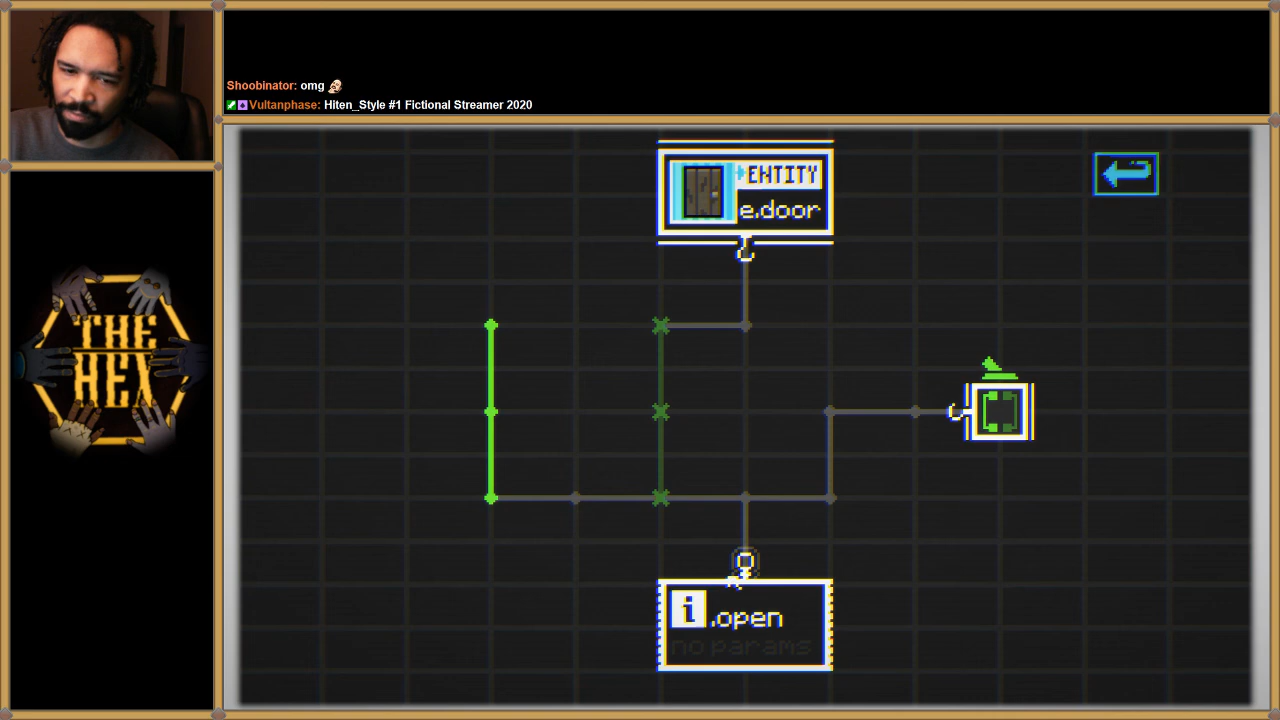 Shoobinator: omg
Vultanphase: Hiten_Style #1 Fictional Streamer 2020
ENTITY
e.door
THE
HEX
i .open
no params